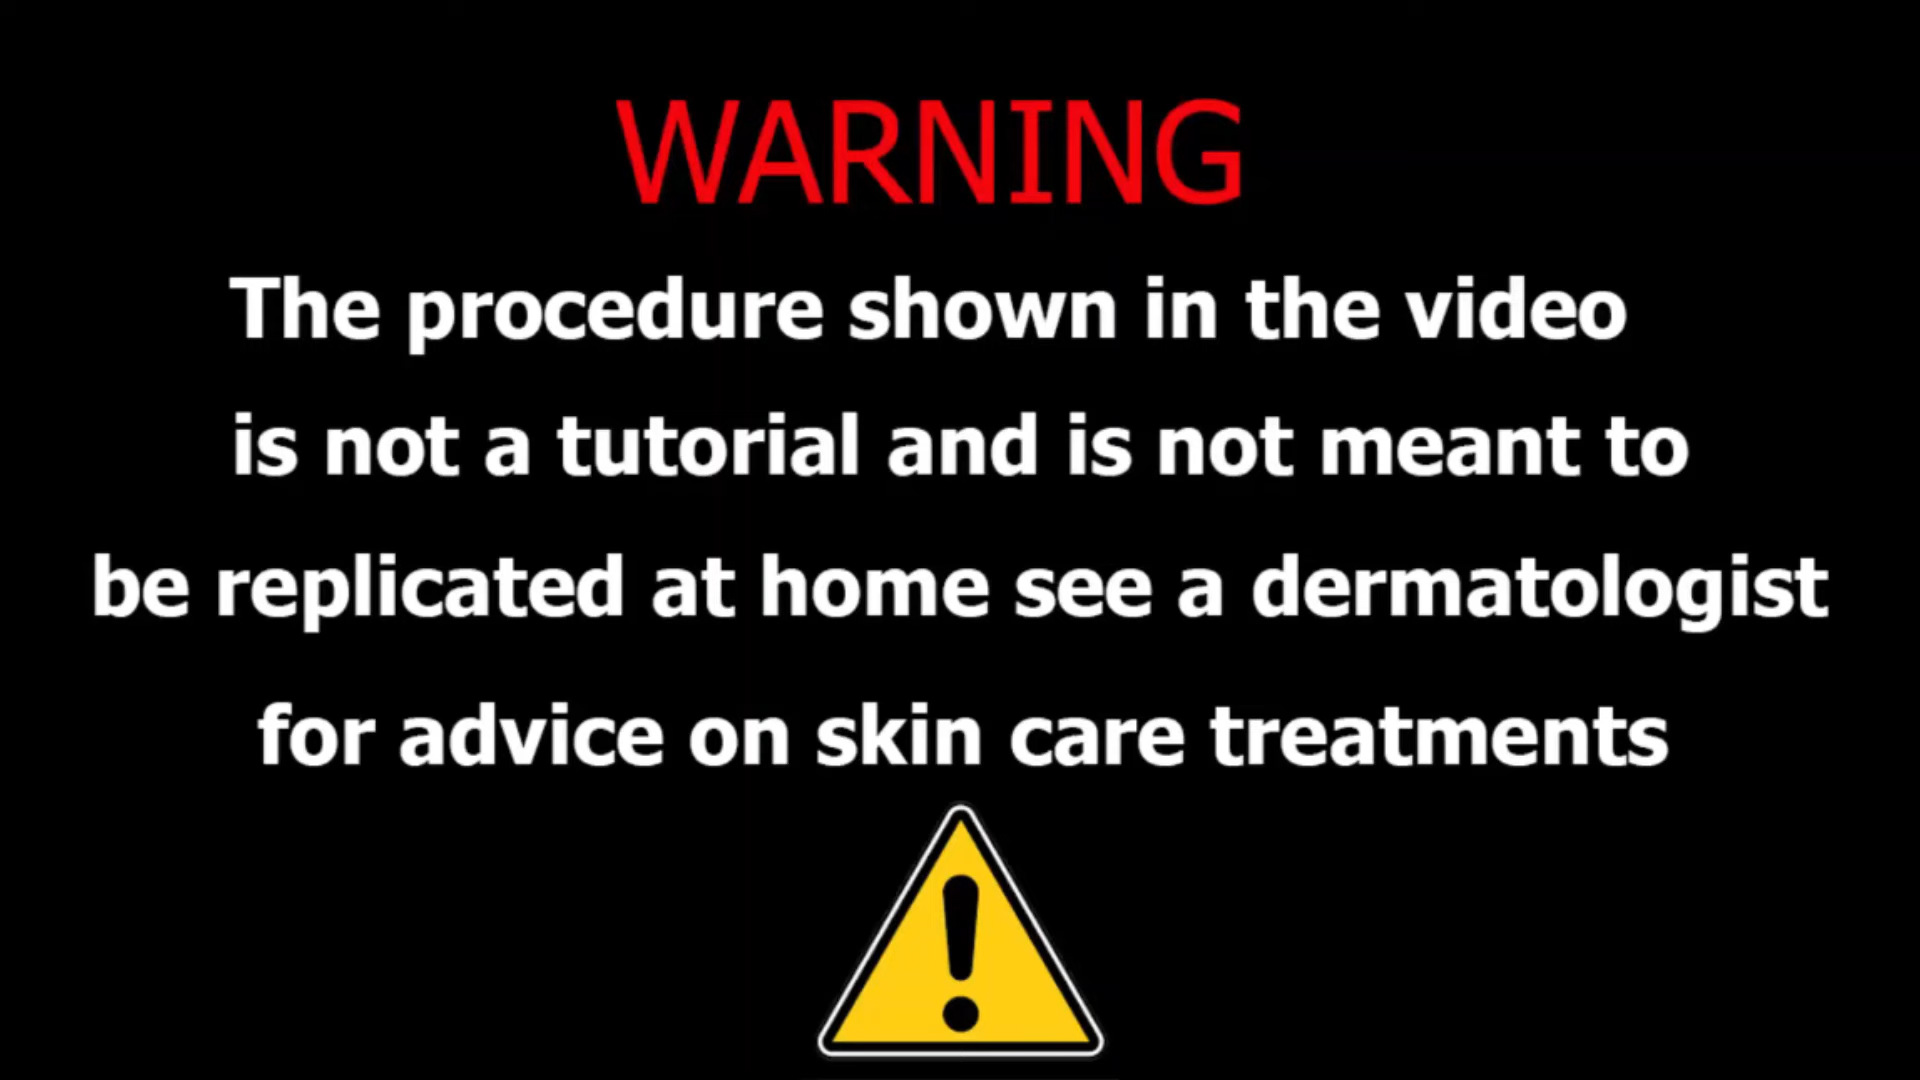 WARNING
The procedure shown in the video
is not a tutorial and is not meant to
be replicated at home see a dermatologist
for advice on skin care treatments